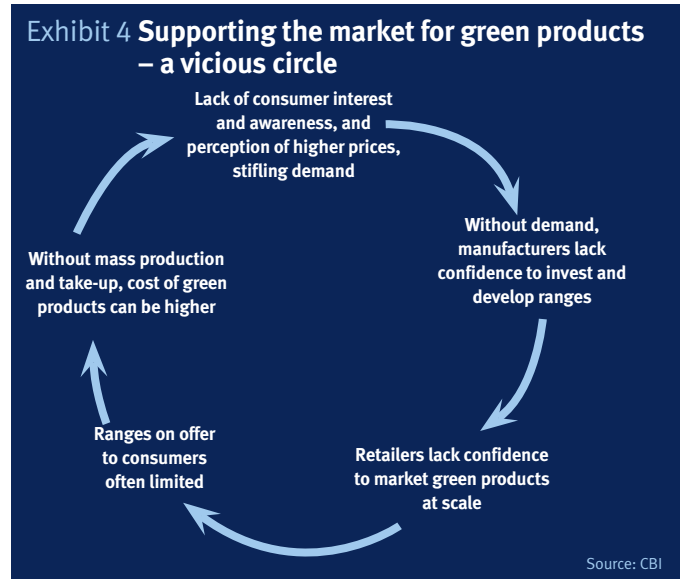 Exhibit 4 Supporting the market for green products
– a vicious circle
Lack of consumer interest
and awareness, and
perception of higher prices,
stifling demand
Without demand,
manufacturers lack
confidence to invest and
develop ranges
Retailers lack confidence
to market green products
at scale
Ranges on offer
to consumers
often limited
Without mass production
and take-up, cost of green
products can be higher
Source: CBI